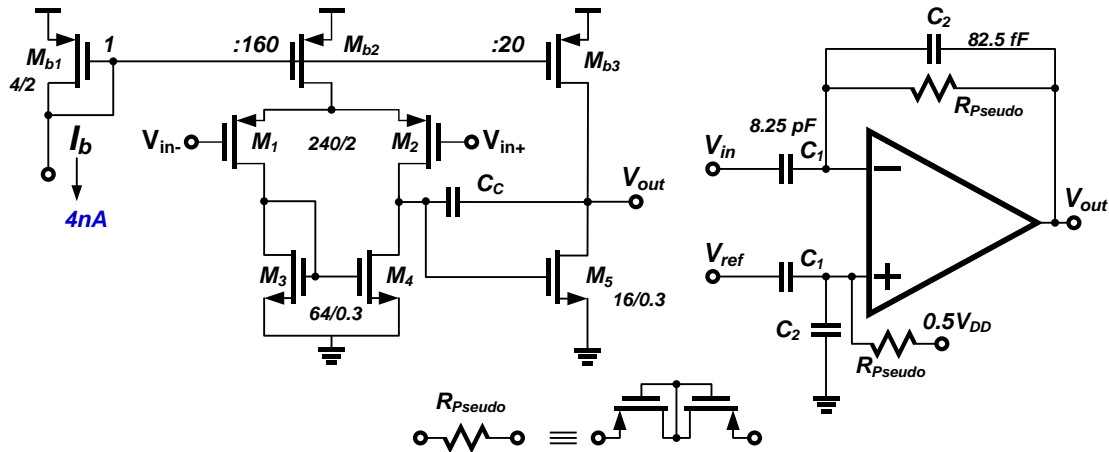 M_b1
4/2
1
:160
M_b2
:20
M_b3
I_b
4nA
V_in-
M_1
240/2
M_2
V_in+
C_C
V_out
M_3
M_4
64/0.3
M_5
16/0.3
C_2
82.5 fF
R_Pseudo
8.25 pF
V_in
C_1
V_out
V_ref
C_1
C_2
0.5V_DD
R_Pseudo
R_Pseudo